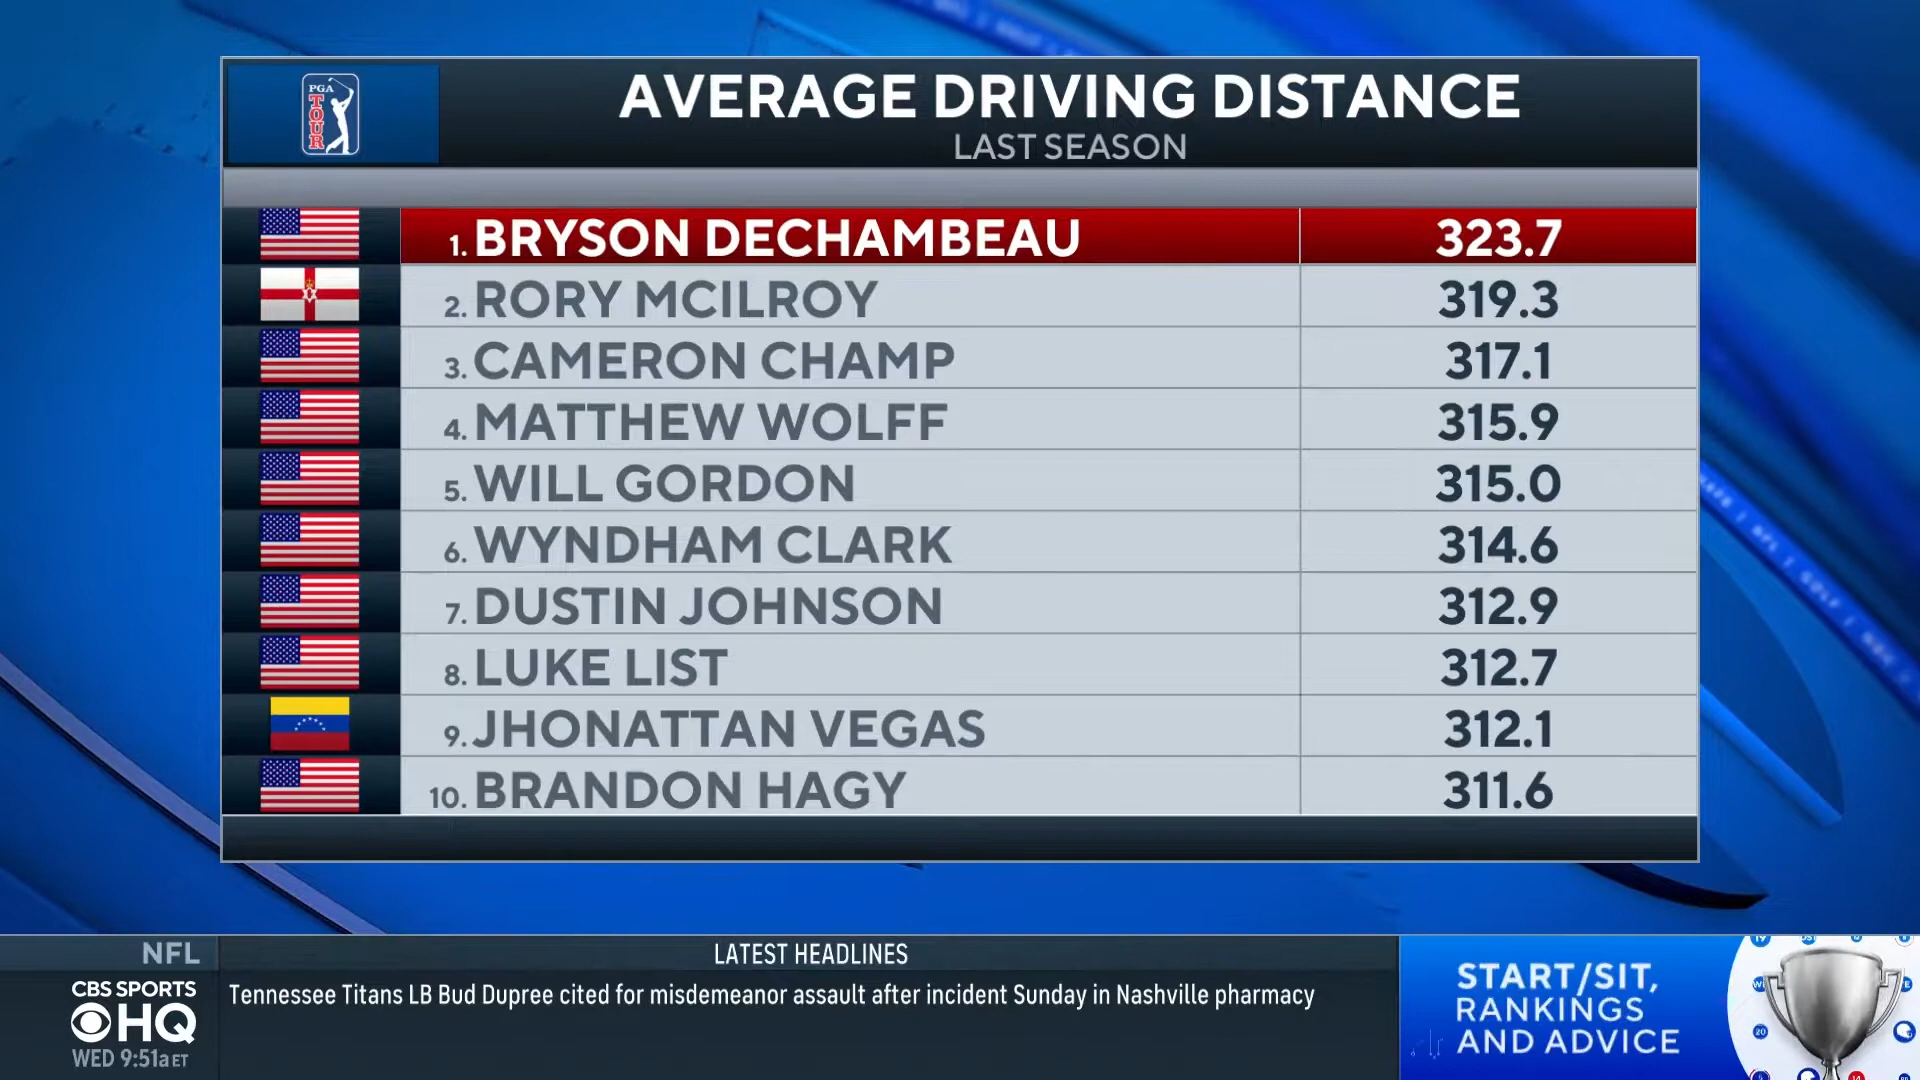 PGA
TOUR
AVERAGE DRIVING DISTANCE
LAST SEASON
1. BRYSON DECHAMBEAU 323.7
2. RORY MCILROY 319.3
3. CAMERON CHAMP 317.1
4. MATTHEW WOLFF 315.9
5. WILL GORDON 315.0
6. WYNDHAM CLARK 314.6
7. DUSTIN JOHNSON 312.9
8. LUKE LIST 312.7
9. JHONATTAN VEGAS 312.1
10. BRANDON HAGY 311.6
NFL
LATEST HEADLINES
CBS SPORTS
HQ
WED 9:51a ET
Tennessee Titans LB Bud Dupree cited for misdemeanor assault after incident Sunday in Nashville pharmacy
START/SIT,
RANKINGS
AND ADVICE